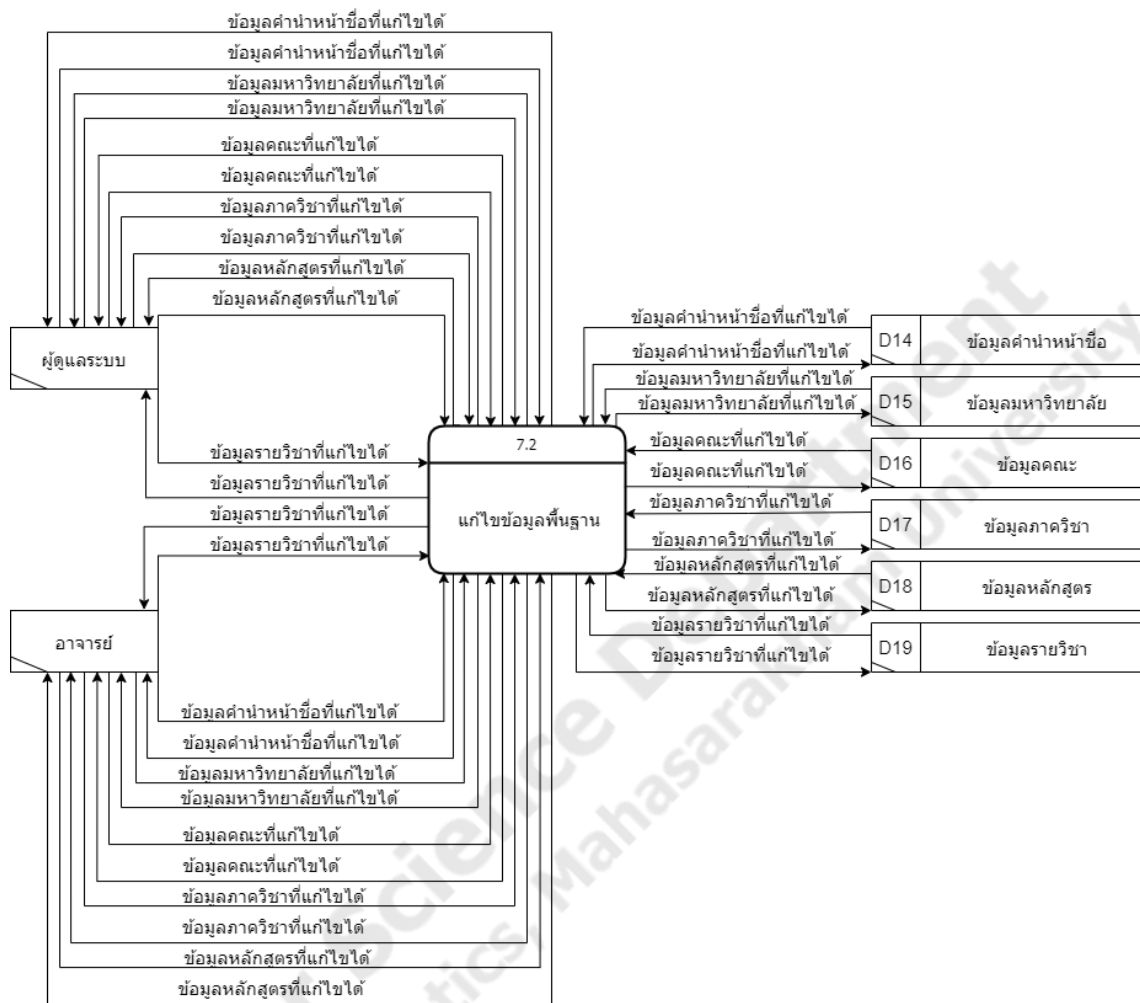 ข้อมูลคำนำหน้าชื่อที่แก้ไขได้
ข้อมูลคำนำหน้าชื่อที่แก้ไขได้
ข้อมูลมหาวิทยาลัยที่แก้ไขได้
ข้อมูลมหาวิทยาลัยที่แก้ไขได้
ข้อมูลคณะที่แก้ไขได้
ข้อมูลคณะที่แก้ไขได้
ข้อมูลภาควิชาที่แก้ไขได้
ข้อมูลภาควิชาที่แก้ไขได้
ข้อมูลหลักสูตรที่แก้ไขได้
ข้อมูลหลักสูตรที่แก้ไขได้
ผู้ดูแลระบบ
ข้อมูลรายวิชาที่แก้ไขได้
ข้อมูลรายวิชาที่แก้ไขได้
ข้อมูลรายวิชาที่แก้ไขได้
ข้อมูลรายวิชาที่แก้ไขได้
อาจารย์
7.2
แก้ไขข้อมูลพื้นฐาน
ข้อมูลคำนำหน้าชื่อที่แก้ไขได้
D14 ข้อมูลคำนำหน้าชื่อ
ข้อมูลคำนำหน้าชื่อที่แก้ไขได้
ข้อมูลมหาวิทยาลัยที่แก้ไขได้
D15 ข้อมูลมหาวิทยาลัย
ข้อมูลมหาวิทยาลัยที่แก้ไขได้
ข้อมูลคณะที่แก้ไขได้
D16 ข้อมูลคณะ
ข้อมูลคณะที่แก้ไขได้
ข้อมูลภาควิชาที่แก้ไขได้
D17 ข้อมูลภาควิชา
ข้อมูลภาควิชาที่แก้ไขได้
ข้อมูลหลักสูตรที่แก้ไขได้
D18 ข้อมูลหลักสูตร
ข้อมูลหลักสูตรที่แก้ไขได้
ข้อมูลรายวิชาที่แก้ไขได้
D19 ข้อมูลรายวิชา
ข้อมูลรายวิชาที่แก้ไขได้
ข้อมูลคำนำหน้าชื่อที่แก้ไขได้
ข้อมูลคำนำหน้าชื่อที่แก้ไขได้
ข้อมูลมหาวิทยาลัยที่แก้ไขได้
ข้อมูลมหาวิทยาลัยที่แก้ไขได้
ข้อมูลคณะที่แก้ไขได้
ข้อมูลคณะที่แก้ไขได้
ข้อมูลภาควิชาที่แก้ไขได้
ข้อมูลภาควิชาที่แก้ไขได้
ข้อมูลหลักสูตรที่แก้ไขได้
ข้อมูลหลักสูตรที่แก้ไขได้
Science Department
Mahasarakham University